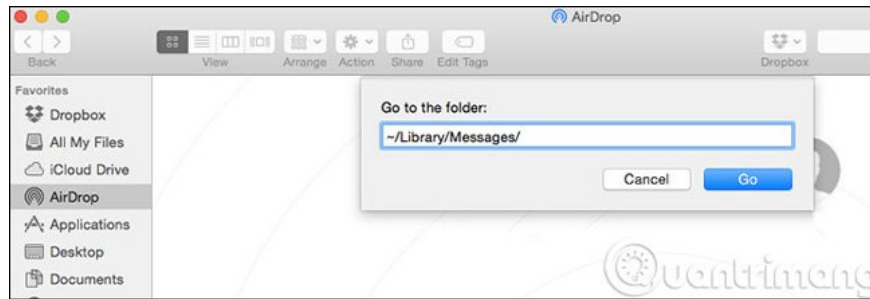 AirDrop
Back
View
Arrange
Action
Share
Edit Tags
Dropbox
Favorites
Dropbox
All My Files
iCloud Drive
AirDrop
Applications
Desktop
Documents
Go to the folder:
~/Library/Messages/
Cancel
Go
Quantrimang